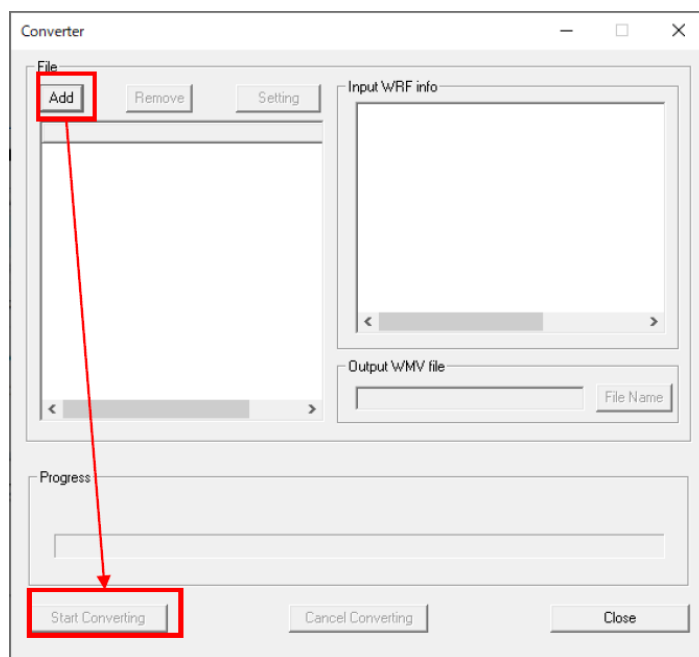 Converter
File
Add
Remove
Setting
Input WRF info
Output WMV file
File Name
Progress
Start Converting
Cancel Converting
Close